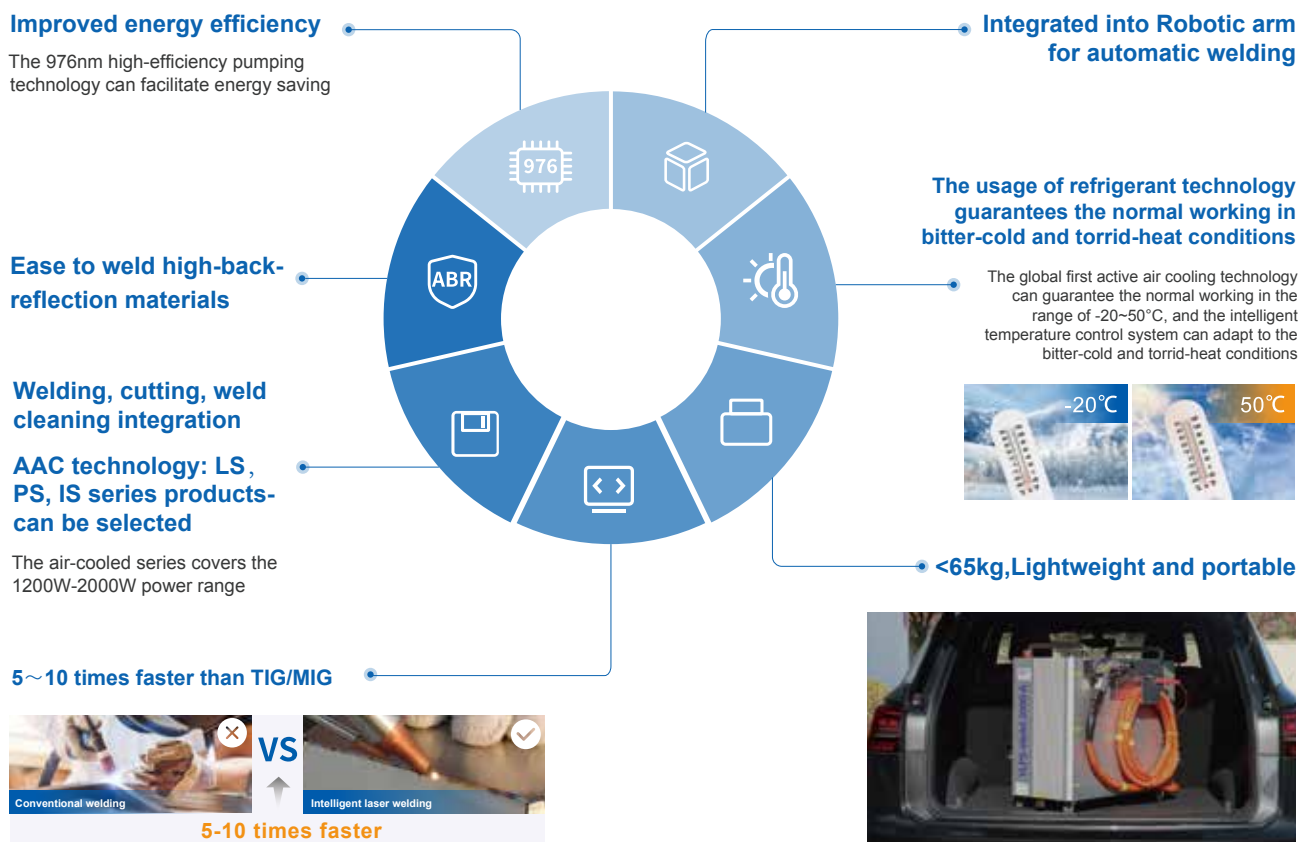 Improved energy efficiency
The 976nm high-efficiency pumping
technology can facilitate energy saving
Integrated into Robotic arm
for automatic welding
976
ABR
The usage of refrigerant technology
guarantees the normal working in
bitter-cold and torrid-heat conditions
The global first active air cooling technology
can guarantee the normal working in the
range of -20~50°C, and the intelligent
temperature control system can adapt to the
bitter-cold and torrid-heat conditions
-20℃
50℃
Ease to weld high-back-
reflection materials
Welding, cutting, weld
cleaning integration
AAC technology: LS，
PS, IS series products-
can be selected
The air-cooled series covers the
1200W-2000W power range
<65kg,Lightweight and portable
5～10 times faster than TIG/MIG
Conventional welding
VS
Intelligent laser welding
5-10 times faster